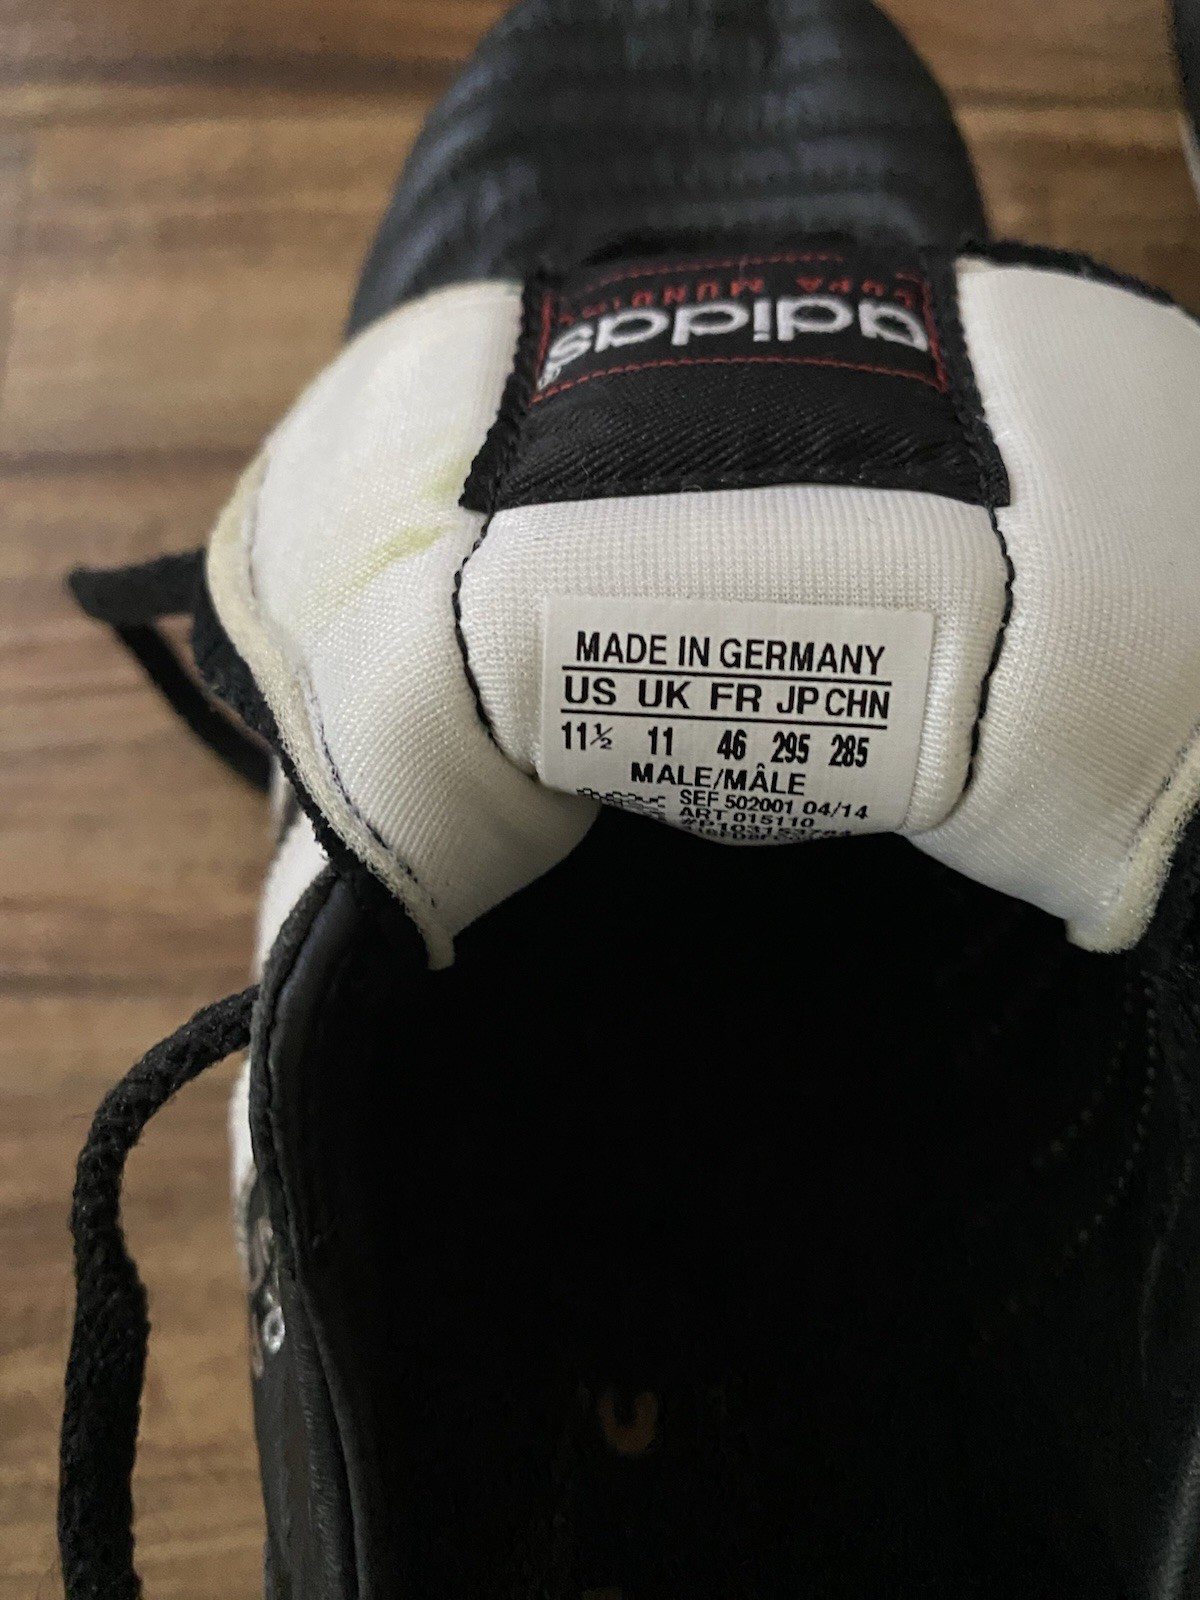 adidas
COPA MUNDIAL
MADE IN GERMANY
US UK FR JP CHN
11½ 11 46 295 285
MALE/MÂLE
SEF 502001 04/14
ART 015110